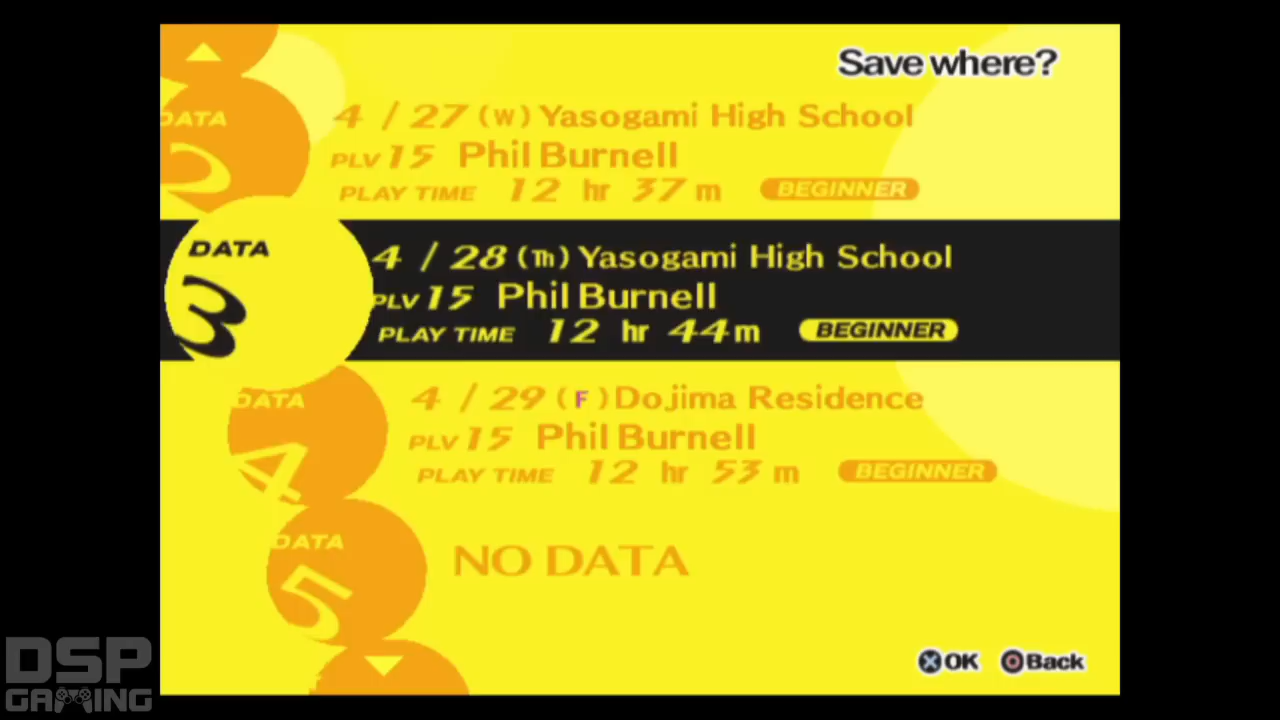 Save where?
DATA
2
4 / 27 (W) Yasogami High School
PLV 15 Phil Burnell
PLAY TIME 12 hr 37 m BEGINNER
DATA
3
4 / 28 (Th) Yasogami High School
PLV 15 Phil Burnell
PLAY TIME 12 hr 44 m BEGINNER
DATA
4
4 / 29 (F) Dojima Residence
PLV 15 Phil Burnell
PLAY TIME 12 hr 53 m BEGINNER
DATA
5
NO DATA
OK Back
DSP
GAMING